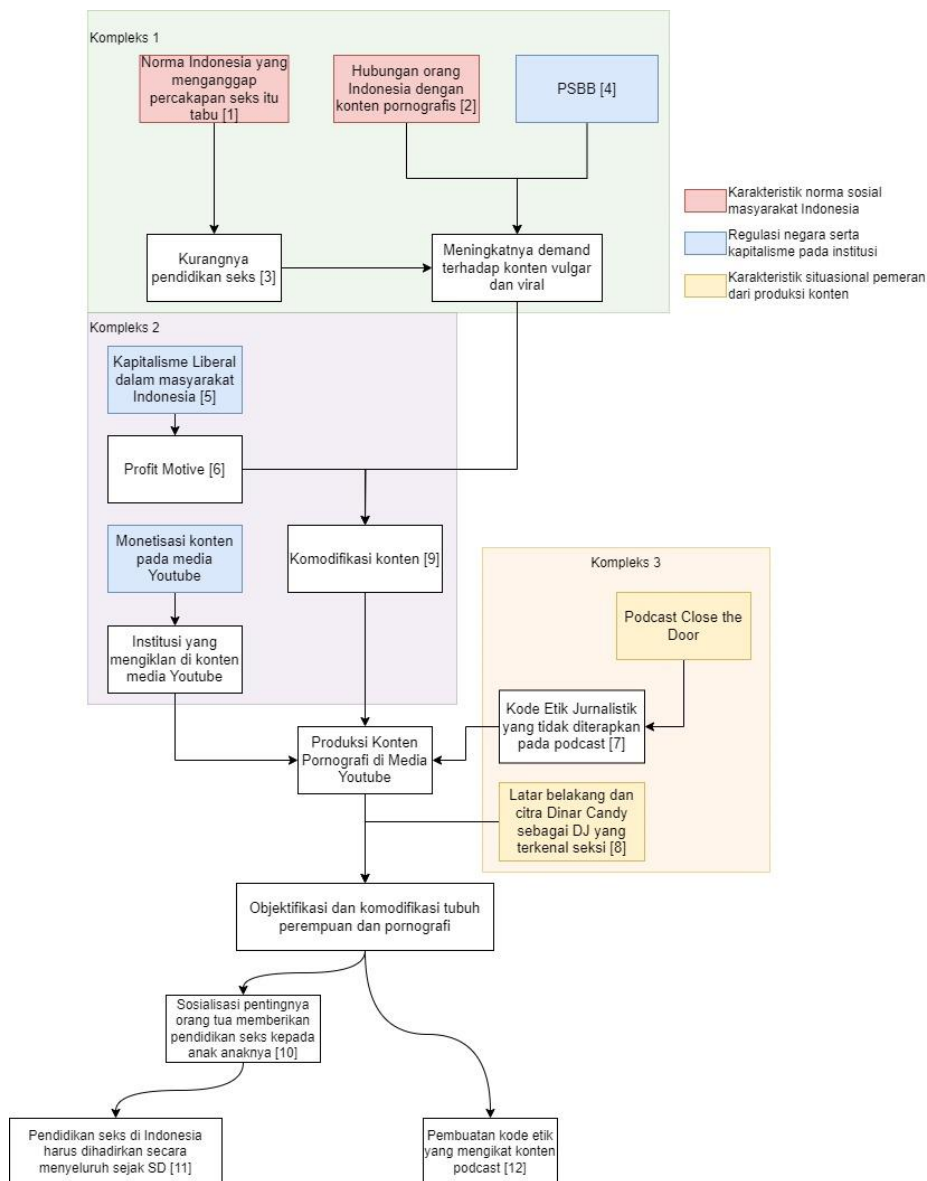 Kompleks 1
Norma Indonesia yang
menganggap
percakapan seks itu
tabu [1]
Hubungan orang
Indonesia dengan
konten pornografis [2]
PSBB [4]
Karakteristik norma sosial
masyarakat Indonesia
Regulasi negara serta
kapitalisme pada institusi
Karakteristik situasional pemeran
dari produksi konten
Kurangnya
pendidikan seks [3]
Meningkatnya demand
terhadap konten vulgar
dan viral
Kompleks 2
Kapitalisme Liberal
dalam masyarakat
Indonesia [5]
Profit Motive [6]
Monetisasi konten
pada media
Youtube
Komodifikasi konten [9]
Institusi yang
mengiklan di konten
media Youtube
Kompleks 3
Podcast Close the
Door
Kode Etik Jurnalistik
yang tidak diterapkan
pada podcast [7]
Produksi Konten
Pornografi di Media
Youtube
Latar belakang dan
citra Dinar Candy
sebagai DJ yang
terkenal seksi [8]
Objektifikasi dan komodifikasi tubuh
perempuan dan pornografi
Sosialisasi pentingnya
orang tua memberikan
pendidikan seks kepada
anak anaknya [10]
Pendidikan seks di Indonesia
harus dihadirkan secara
menyeluruh sejak SD [11]
Pembuatan kode etik
yang mengikat konten
podcast [12]